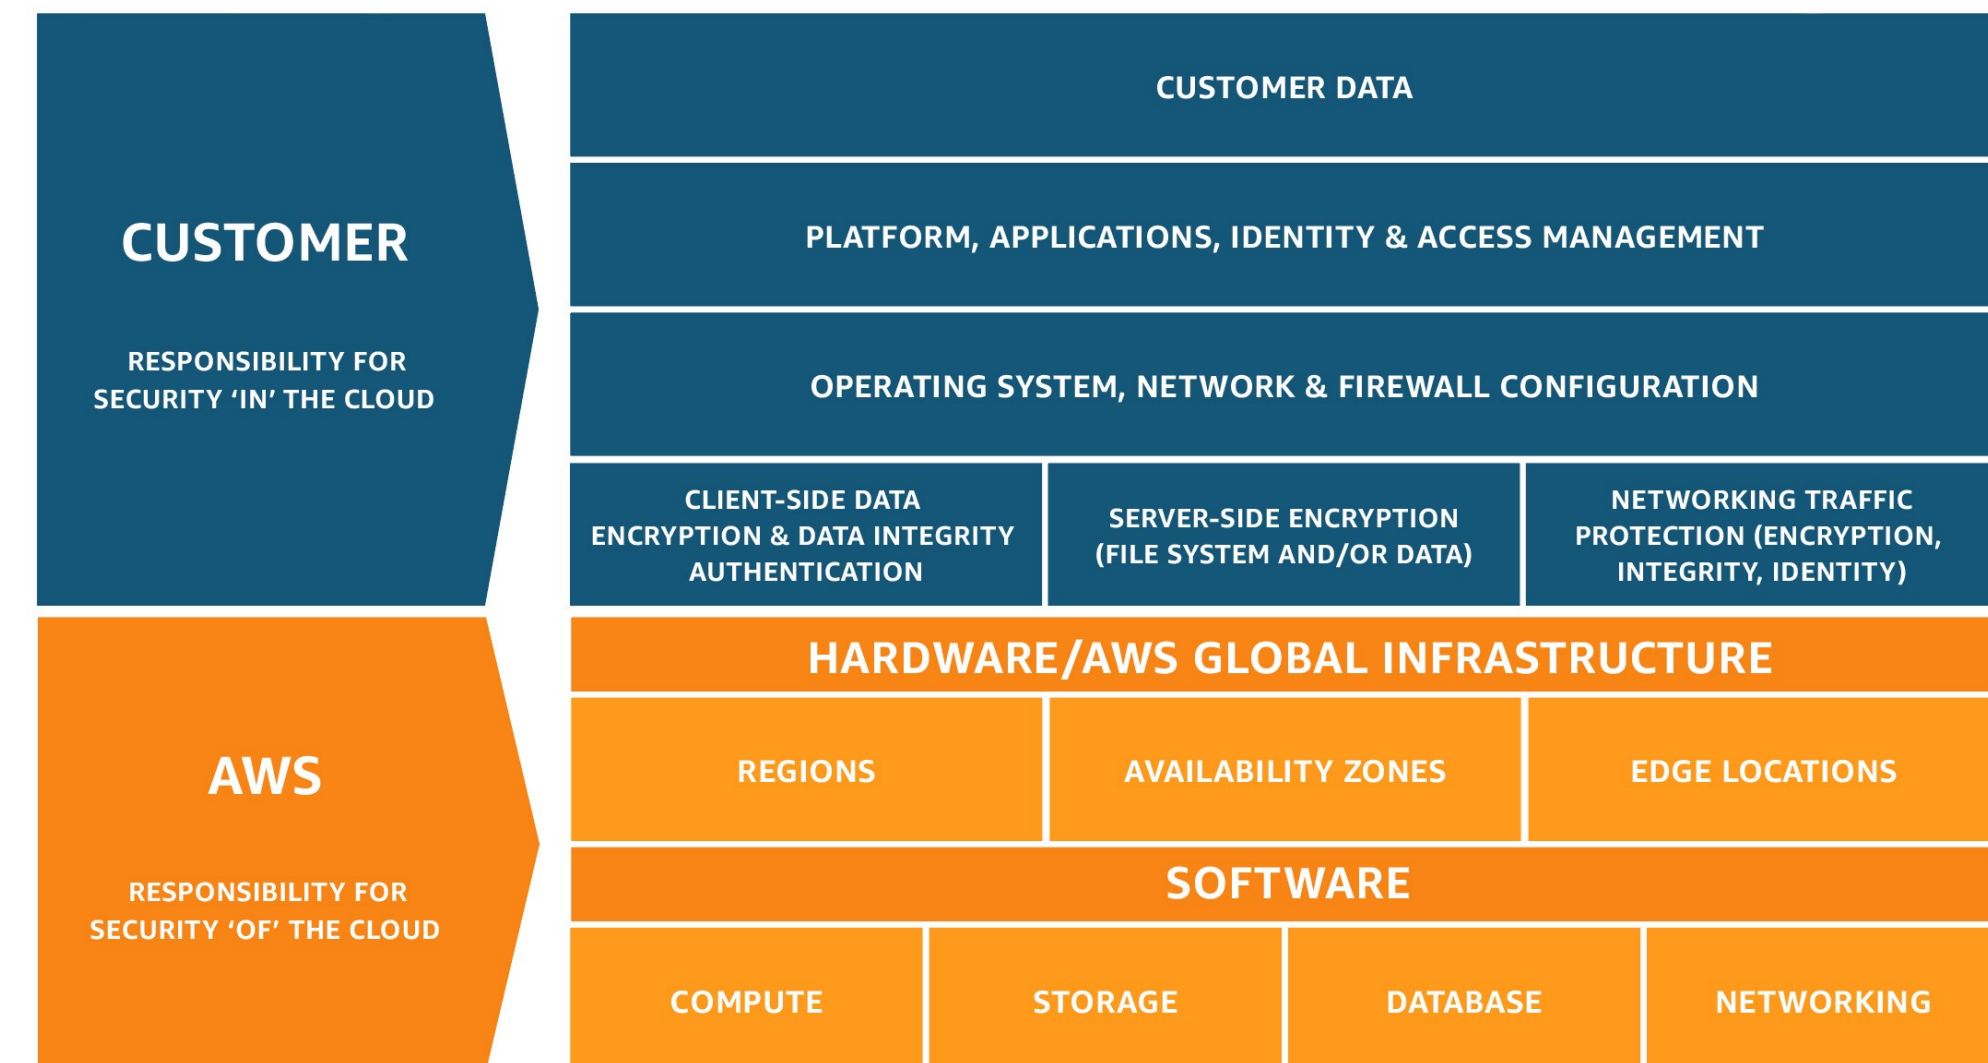 CUSTOMER
RESPONSIBILITY FOR
SECURITY ‘IN’ THE CLOUD
CUSTOMER DATA
PLATFORM, APPLICATIONS, IDENTITY & ACCESS MANAGEMENT
OPERATING SYSTEM, NETWORK & FIREWALL CONFIGURATION
CLIENT-SIDE DATA
ENCRYPTION & DATA INTEGRITY
AUTHENTICATION
SERVER-SIDE ENCRYPTION
(FILE SYSTEM AND/OR DATA)
NETWORKING TRAFFIC
PROTECTION (ENCRYPTION,
INTEGRITY, IDENTITY)
AWS
RESPONSIBILITY FOR
SECURITY ‘OF’ THE CLOUD
HARDWARE/AWS GLOBAL INFRASTRUCTURE
REGIONS
AVAILABILITY ZONES
EDGE LOCATIONS
SOFTWARE
COMPUTE
STORAGE
DATABASE
NETWORKING